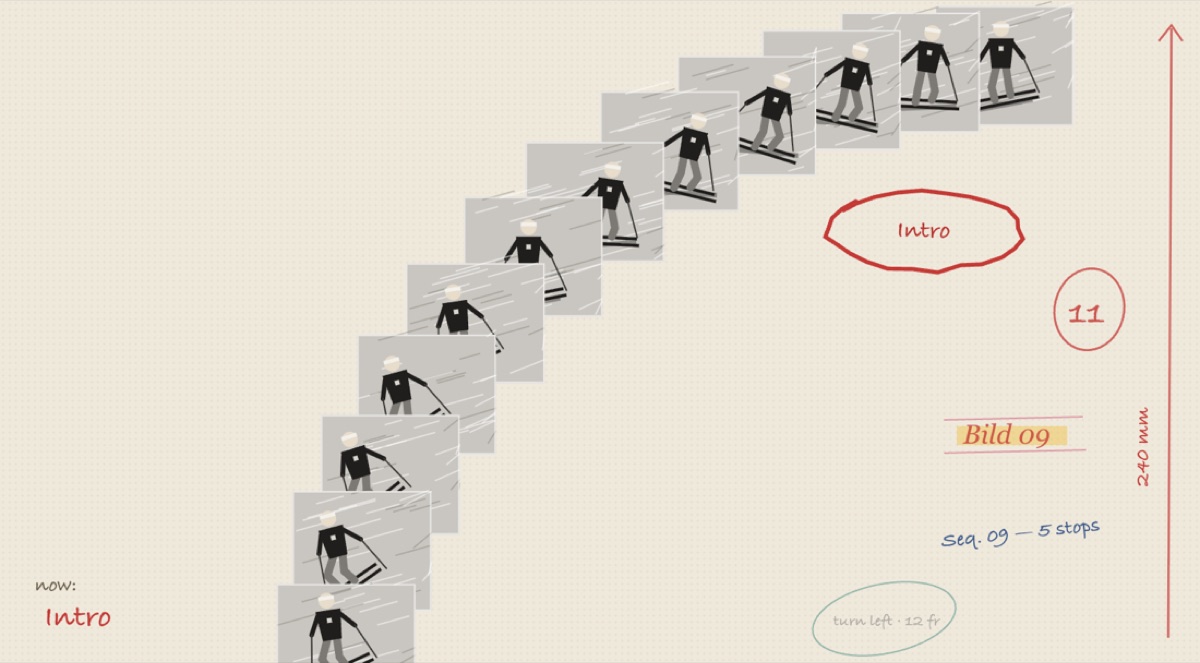 Intro
11
240 mm
Bild 09
Seq. 09 — 5 stops
now:
Intro
turn left · 12 fr